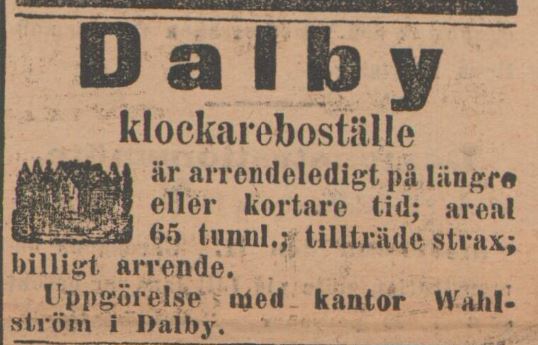 Dalby
klockareboställe
är arrendeledigt på längre
eller kortare tid; areal
65 tunnl.; tillträde strax;
billigt arrende.
Uppgörelse med kantor Wahl-
ström i Dalby.